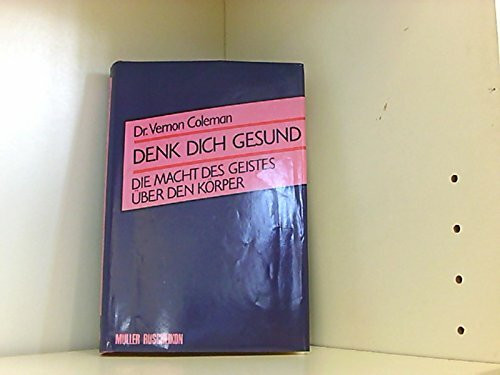 Dr. Vernon Coleman
DENK DICH GESUND
DIE MACHT DES GEISTES
ÜBER DEN KÖRPER
MÜLLER RÜSCHLIKON